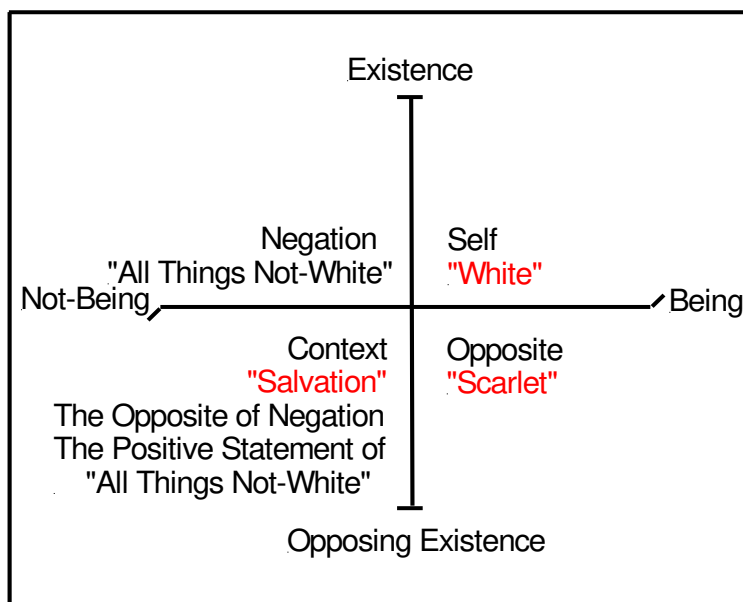 Existence
Negation
"All Things Not-White"
Self
"White"
Not-Being
Being
Context
"Salvation"
The Opposite of Negation
The Positive Statement of
"All Things Not-White"
Opposite
"Scarlet"
Opposing Existence